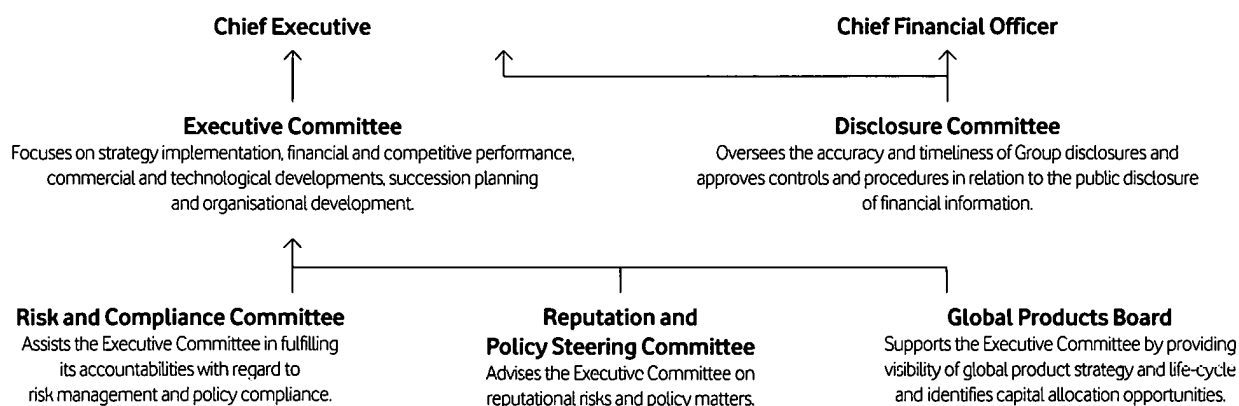 Chief Executive
Chief Financial Officer
Executive Committee
Focuses on strategy implementation, financial and competitive performance,
commercial and technological developments, succession planning
and organisational development.
Disclosure Committee
Oversees the accuracy and timeliness of Group disclosures and
approves controls and procedures in relation to the public disclosure
of financial information.
Risk and Compliance Committee
Assists the Executive Committee in fulfilling
its accountabilities with regard to
risk management and policy compliance.
Reputation and
Policy Steering Committee
Advises the Executive Committee on
reputational risks and policy matters.
Global Products Board
Supports the Executive Committee by providing
visibility of global product strategy and life-cycle
and identifies capital allocation opportunities.